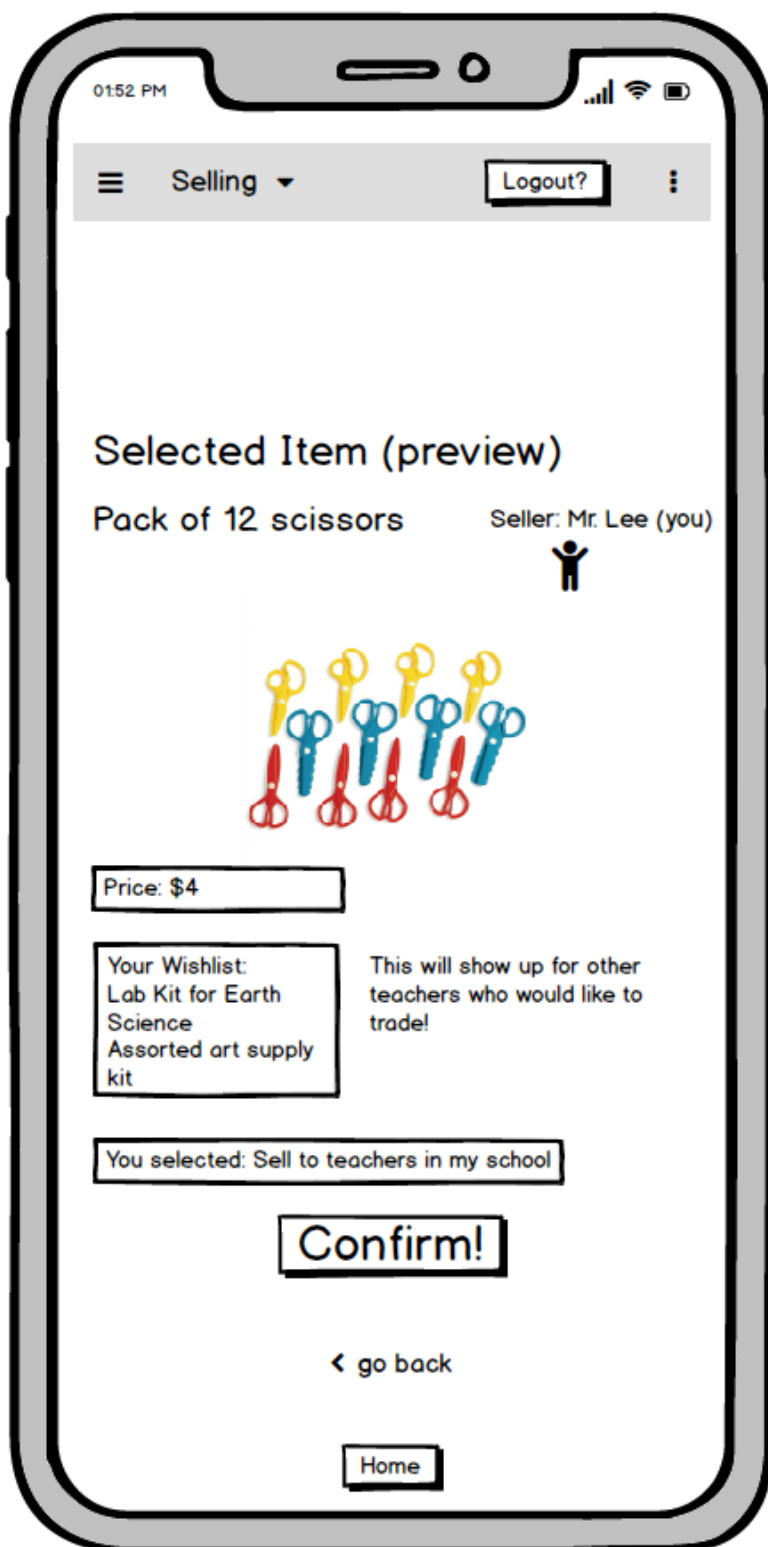 01:52 PM
Selling
Logout?
Selected Item (preview)
Pack of 12 scissors
Seller: Mr. Lee (you)
Price: $4
Your Wishlist:
Lab Kit for Earth
Science
Assorted art supply
kit
This will show up for other
teachers who would like to
trade!
You selected: Sell to teachers in my school
Confirm!
go back
Home